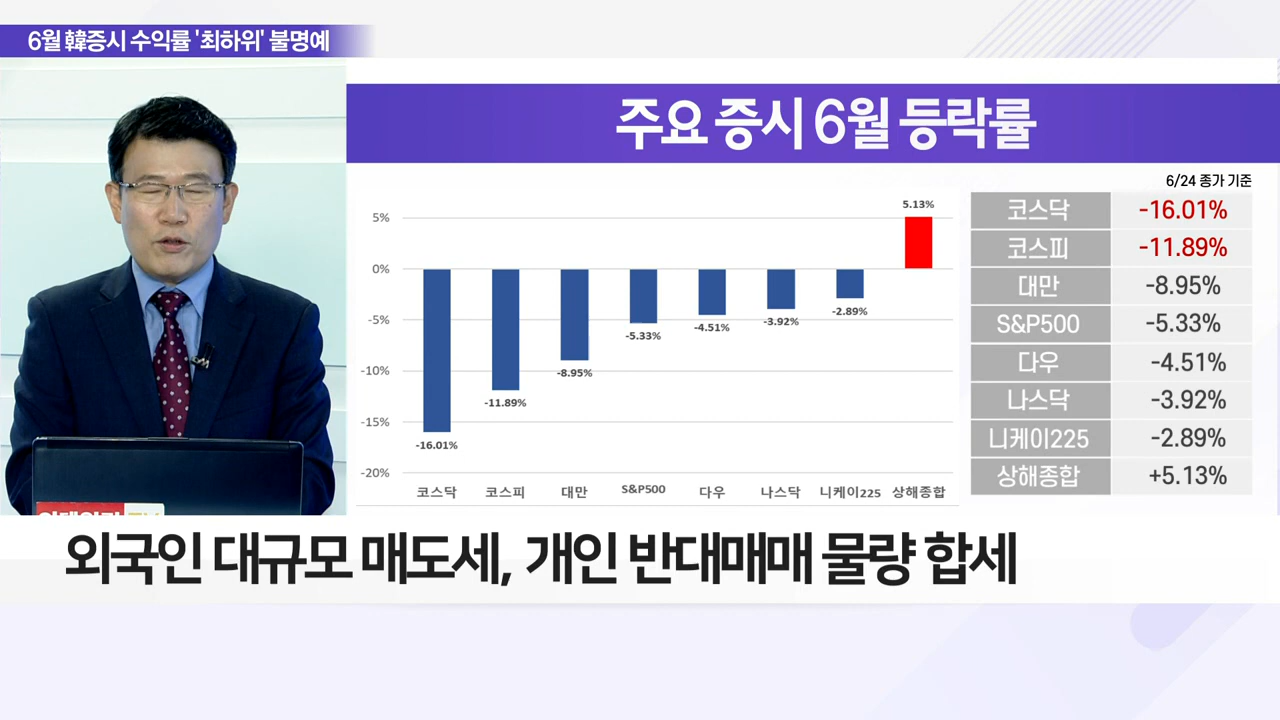 6월 韓증시 수익률 '최하위' 불명예
주요 증시 6월 등락률
6/24 종가 기준
5%
0%
-5%
-10%
-15%
-20%
-16.01%
-11.89%
-8.95%
-5.33%
-4.51%
-3.92%
-2.89%
5.13%
코스닥 코스피 대만 S&P500 다우 나스닥 니케이225 상해종합
코스닥 -16.01%
코스피 -11.89%
대만 -8.95%
S&P500 -5.33%
다우 -4.51%
나스닥 -3.92%
니케이225 -2.89%
상해종합 +5.13%
외국인 대규모 매도세, 개인 반대매매 물량 합세